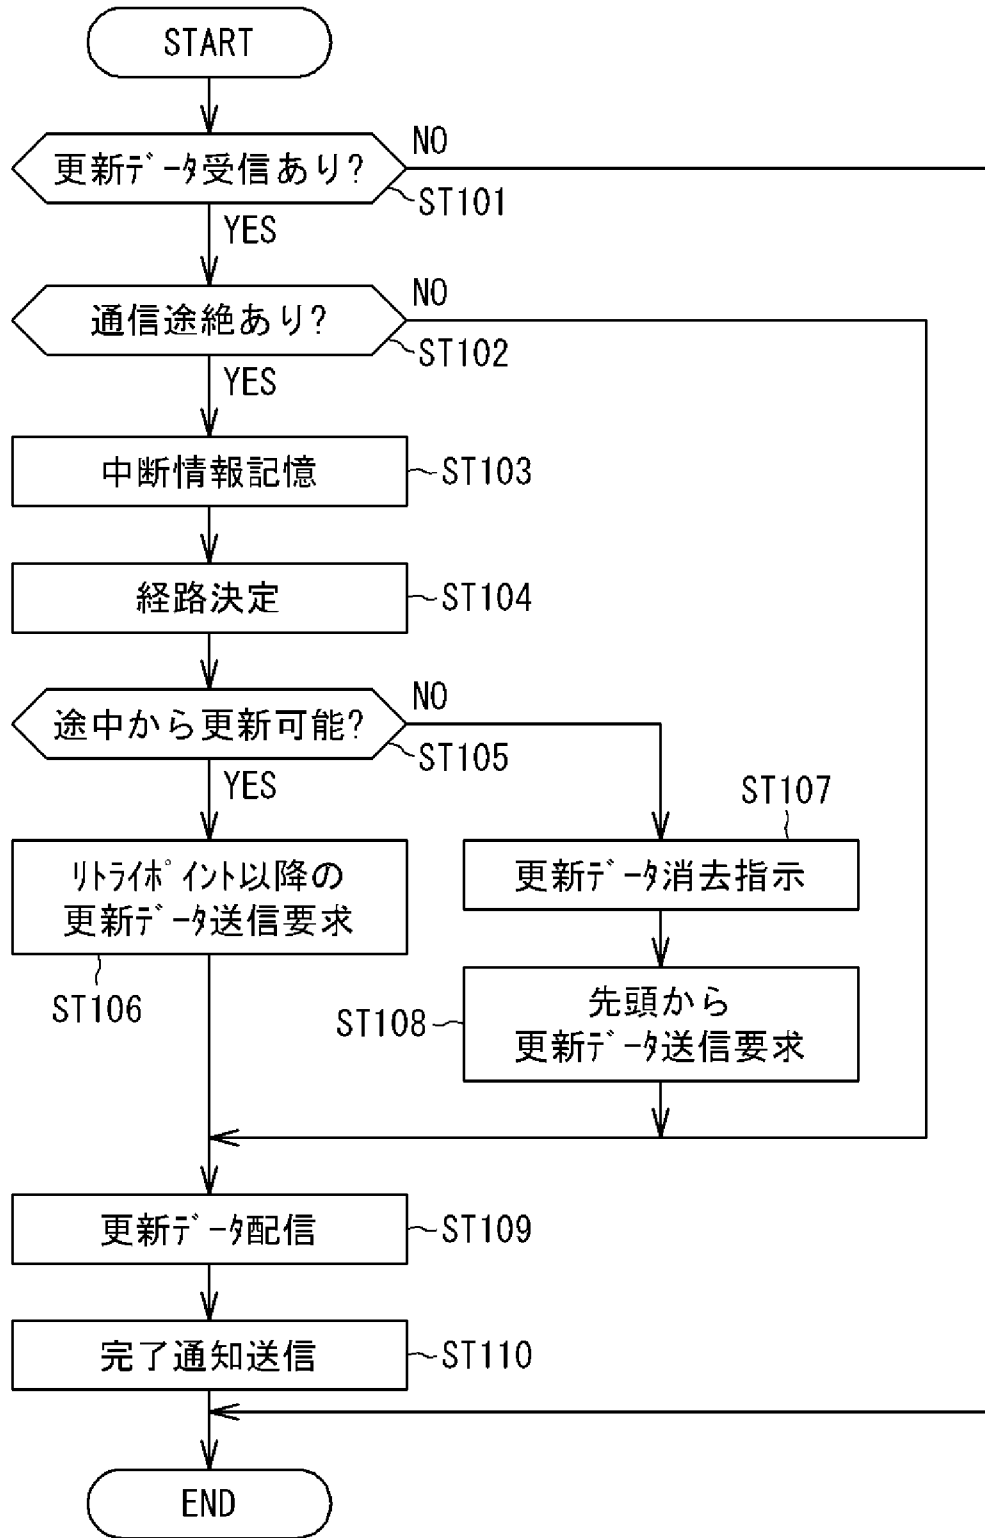 START
更新ﾃﾞｰﾀ受信あり?
NO
ST101
YES
通信途絶あり?
NO
ST102
YES
中断情報記憶
ST103
経路決定
ST104
途中から更新可能?
NO
ST105
YES
ﾘﾄﾗｲﾎﾟｲﾝﾄ以降の
更新ﾃﾞｰﾀ送信要求
ST106
ST107
更新ﾃﾞｰﾀ消去指示
先頭から
更新ﾃﾞｰﾀ送信要求
ST108
更新ﾃﾞｰﾀ配信
ST109
完了通知送信
ST110
END